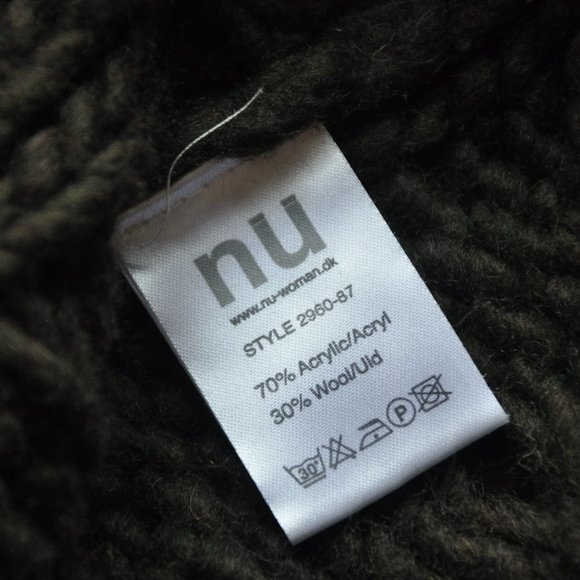 nu
www.nu-woman.dk
STYLE 2960-87
70% Acrylic/Acryl
30% Wool/Uld
30° P